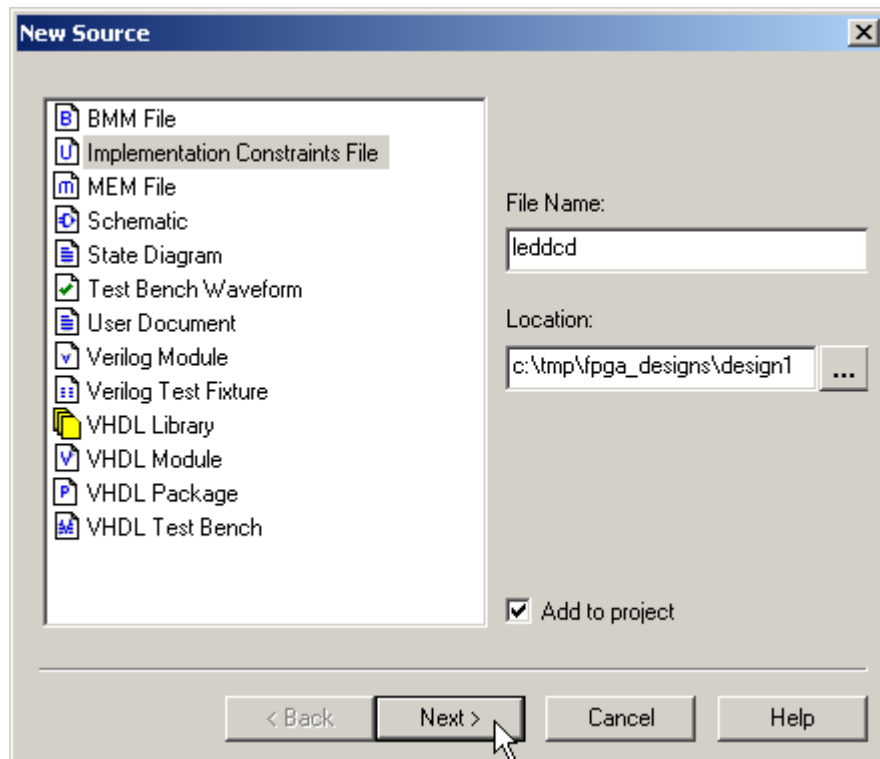 New Source
BMM File
Implementation Constraints File
MEM File
Schematic
State Diagram
Test Bench Waveform
User Document
Verilog Module
Verilog Test Fixture
VHDL Library
VHDL Module
VHDL Package
VHDL Test Bench
File Name:
leddcd
Location:
c:\tmp\fpga_designs\design1
...
Add to project
< Back
Next >
Cancel
Help